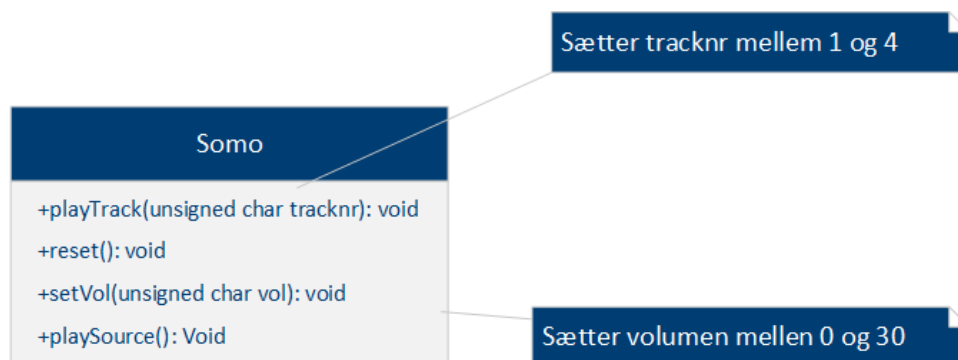 Sætter tracknr mellem 1 og 4
Somo
+playTrack(unsigned char tracknr): void
+reset(): void
+setVol(unsigned char vol): void
+playSource(): Void
Sætter volumen mellen 0 og 30